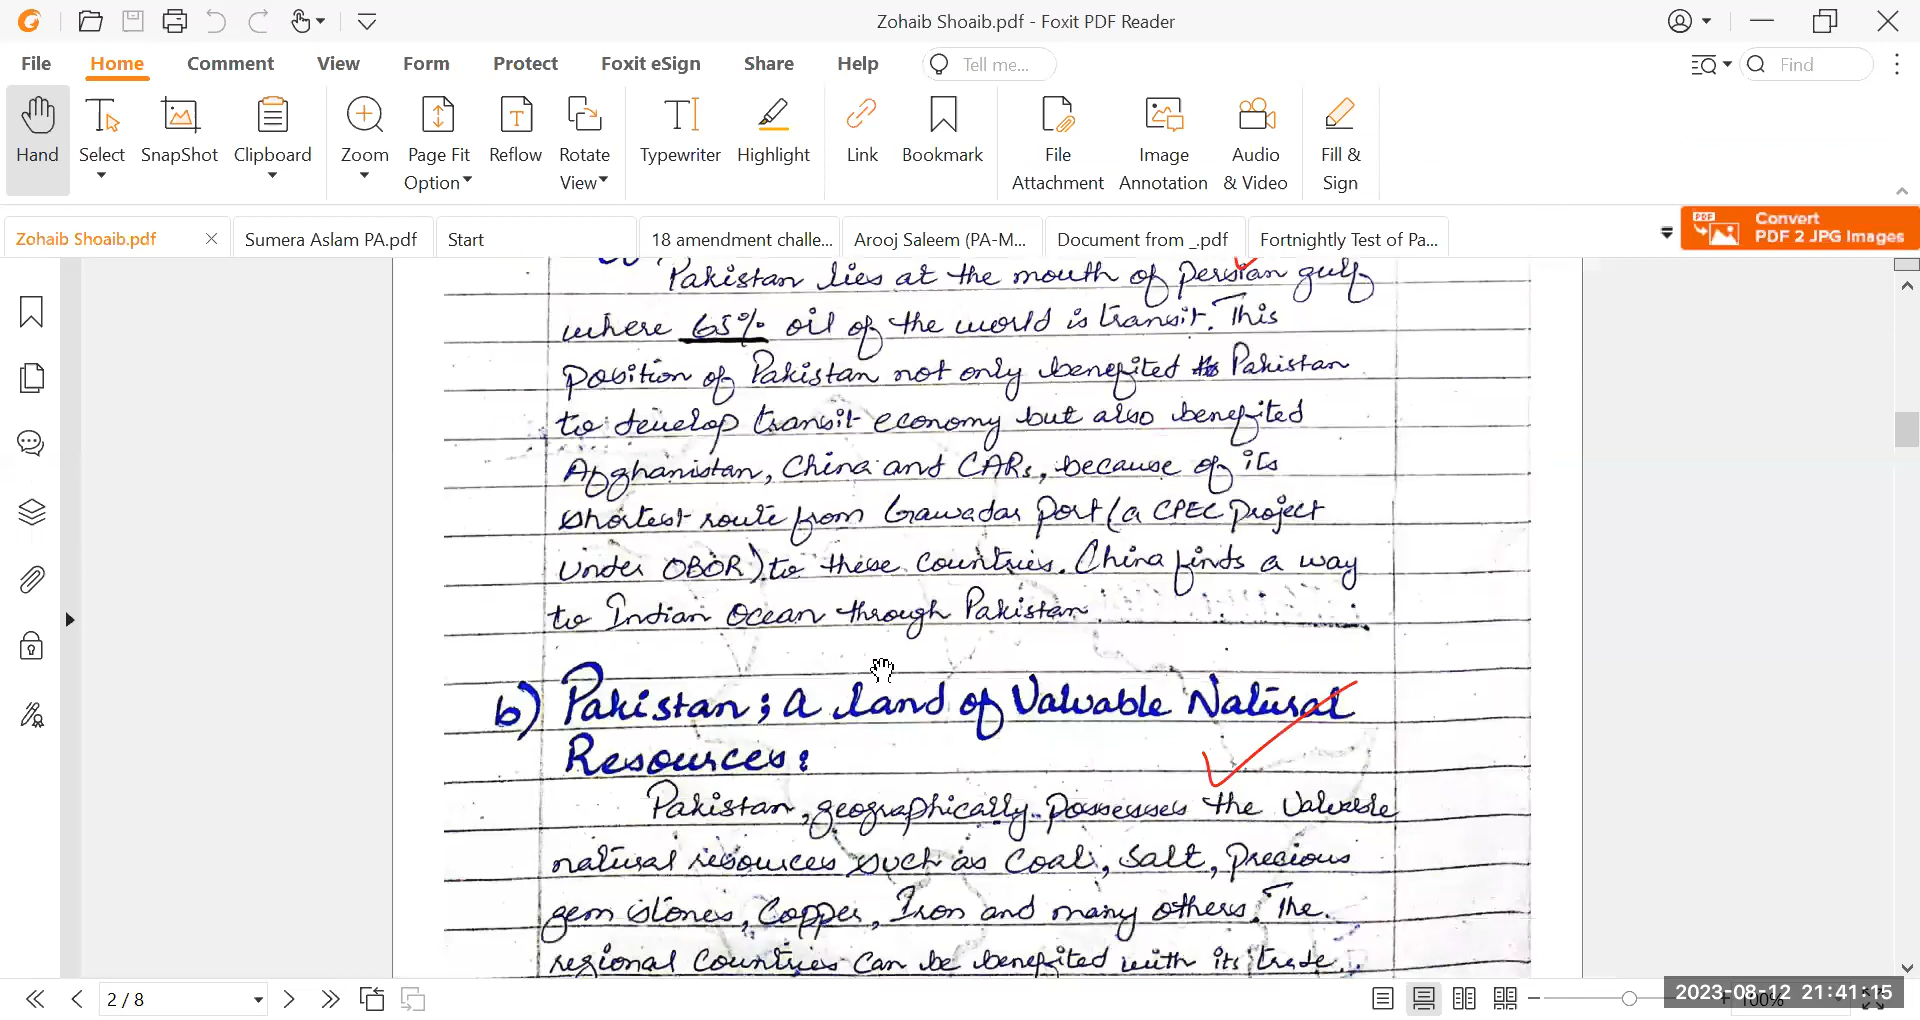 Zohaib Shoaib.pdf - Foxit PDF Reader
File Home Comment View Form Protect Foxit eSign Share Help Tell me... Find
Hand Select SnapShot Clipboard Zoom Page Fit Option Reflow Rotate View Typewriter Highlight Link Bookmark File Attachment Image Annotation Audio & Video Fill & Sign
Zohaib Shoaib.pdf Sumera Aslam PA.pdf Start 18 amendment challe... Arooj Saleem (PA-M... Document from _.pdf Fortnightly Test of Pa... PDF Convert PDF 2 JPG Images
Pakistan lies at the mouth of persian gulf
where 65% oil of the world is transit. This
position of Pakistan not only benefited Pakistan
to develop transit economy but also benefited
Afghanistan, China and CARs, because of its
shortest route from Gawadar port (a CPEC project
under OBOR) to these countries. China finds a way
to Indian Ocean through Pakistan.
b) Pakistan; a land of Valuable Natural
Resources:
Pakistan, geographically possesses the Valuable
natural resources such as Coal, Salt, Precious
gem stones, Copper, Iron and many others. The
regional Countries can be benefited with its trade.
2 / 8
2023-08-12 21:41:15
100%